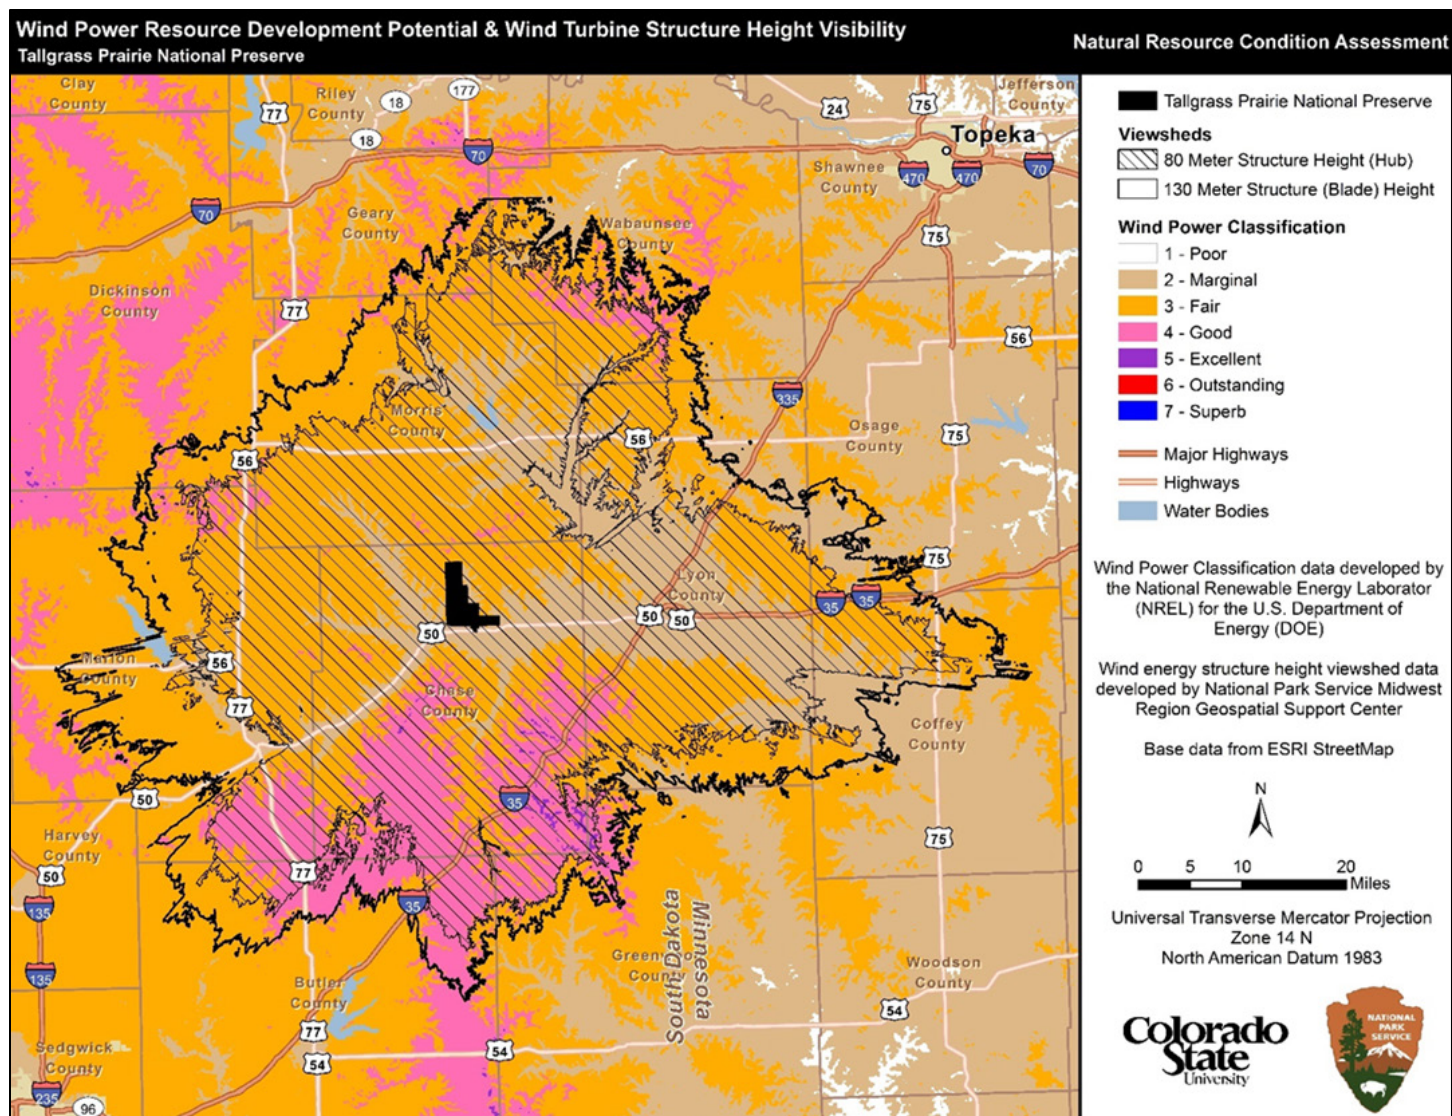 Wind Power Resource Development Potential & Wind Turbine Structure Height Visibility
Tallgrass Prairie National Preserve
Natural Resource Condition Assessment
Clay
County
Riley
County
18
177
77
18
70
24
75
Jefferson
County
Topeka
Shawnee
County
470
470
70
70
Geary
County
Wabaunsee
County
75
Dickinson
County
77
56
335
Morris
County
56
56
Osage
County
75
75
Lyon
County
35
35
50
50
50
Marion
County
56
77
Chase
County
Coffey
County
50
35
75
Harvey
County
50
77
35
135
South Dakota
Minnesota
Greenwoo
County
Woodson
County
135
Butler
County
54
77
54
54
Sedgwick
County
235
96
Tallgrass Prairie National Preserve
Viewsheds
80 Meter Structure Height (Hub)
130 Meter Structure (Blade) Height
Wind Power Classification
1 - Poor
2 - Marginal
3 - Fair
4 - Good
5 - Excellent
6 - Outstanding
7 - Superb
Major Highways
Highways
Water Bodies
Wind Power Classification data developed by
the National Renewable Energy Laborator
(NREL) for the U.S. Department of
Energy (DOE)
Wind energy structure height viewshed data
developed by National Park Service Midwest
Region Geospatial Support Center
Base data from ESRI StreetMap
N
0 5 10 20
Miles
Universal Transverse Mercator Projection
Zone 14 N
North American Datum 1983
Colorado
State
University
NATIONAL
PARK
SERVICE